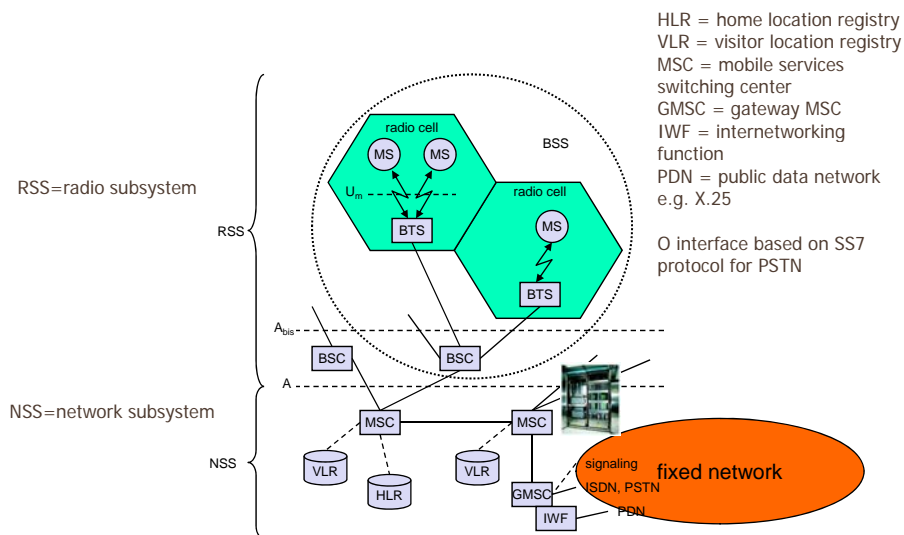 HLR = home location registry
VLR = visitor location registry
MSC = mobile services
switching center
GMSC = gateway MSC
IWF = internetworking
function
PDN = public data network
e.g. X.25
O interface based on SS7
protocol for PSTN
RSS=radio subsystem
RSS
radio cell
BSS
MS
MS
radio cell
Um
MS
BTS
BTS
Abis
BSC
BSC
A
NSS=network subsystem
NSS
MSC
MSC
VLR
HLR
VLR
signaling
fixed network
GMSC
ISDN, PSTN
IWF
PDN